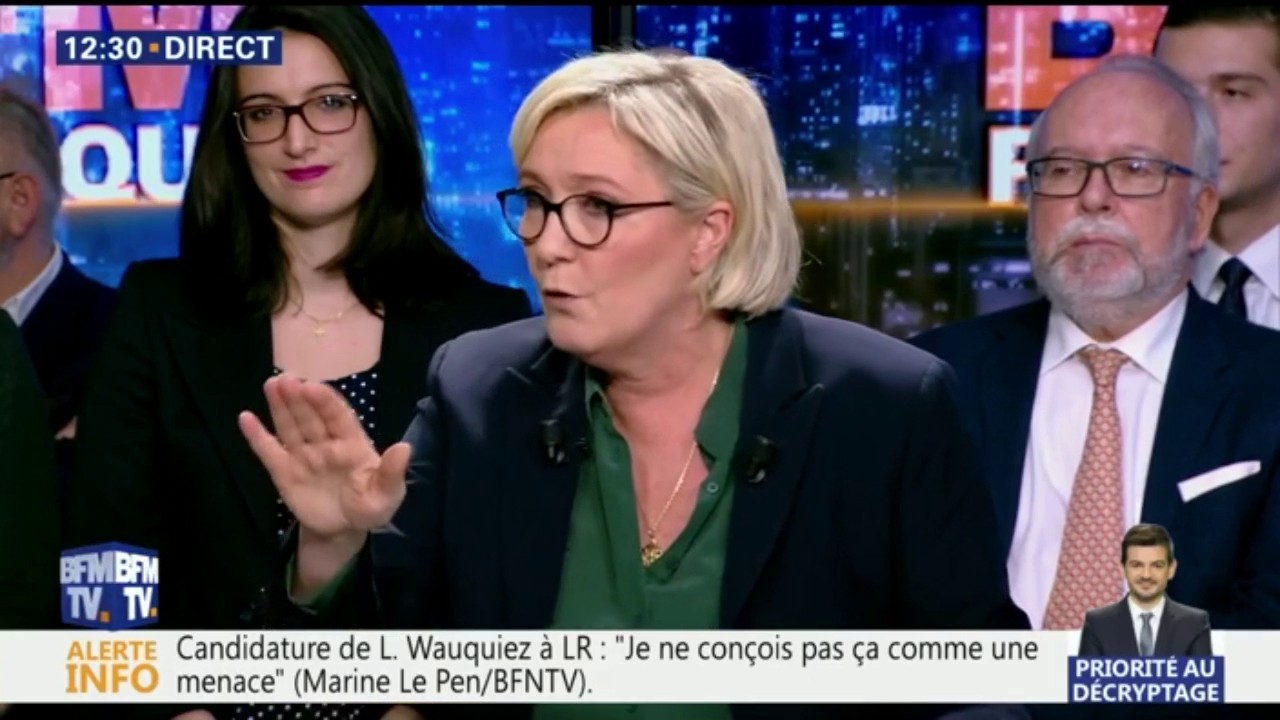 12:30 DIRECT
M
QU
BFM BFM
TV. TV.
ALERTE
INFO
Candidature de L. Wauquiez à LR : "Je ne conçois pas ça comme une
menace" (Marine Le Pen/BFNTV).
PRIORITÉ AU
DÉCRYPTAGE